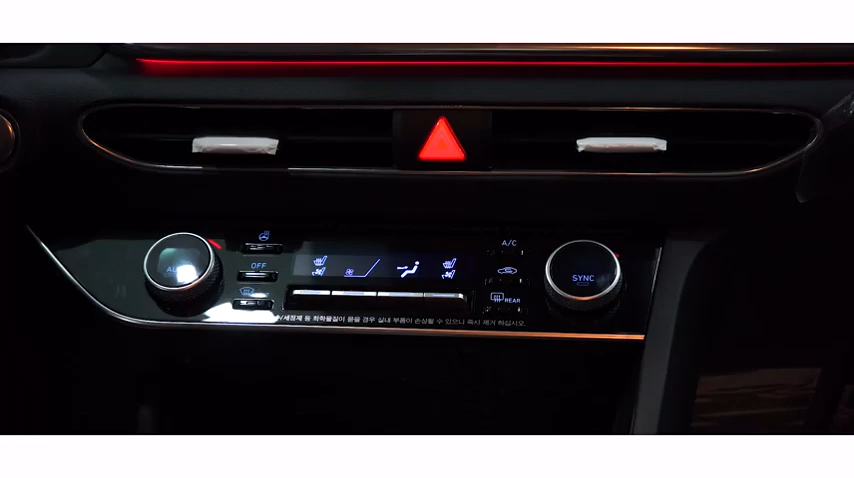 A/C
AUTO
OFF
SYNC
REAR
/세정제 등 화학물질이 묻을 경우 실내 부품이 손상될 수 있으니 즉시 제거 하십시오.